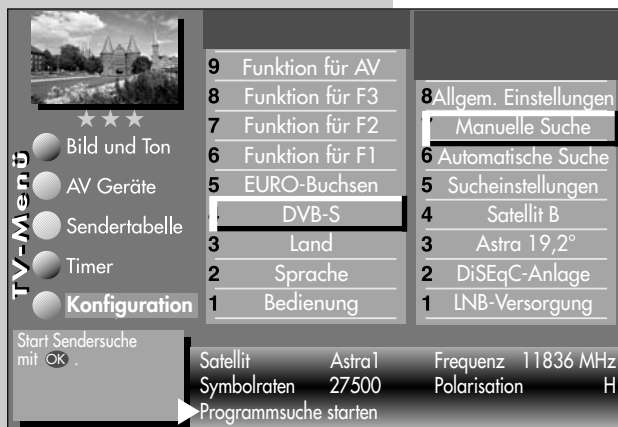 TV-Menü
Bild und Ton
AV Geräte
Sendertabelle
Timer
Konfiguration
9 Funktion für AV
8 Funktion für F3
7 Funktion für F2
6 Funktion für F1
5 EURO-Buchsen
DVB-S
3 Land
2 Sprache
1 Bedienung
8 Allgem. Einstellungen
Manuelle Suche
6 Automatische Suche
5 Sucheinstellungen
4 Satellit B
3 Astra 19,2°
2 DiSEqC-Anlage
1 LNB-Versorgung
Start Sendersuche
mit OK .
Satellit Astra1 Frequenz 11836 MHz
Symbolraten 27500 Polarisation H
Programmsuche starten